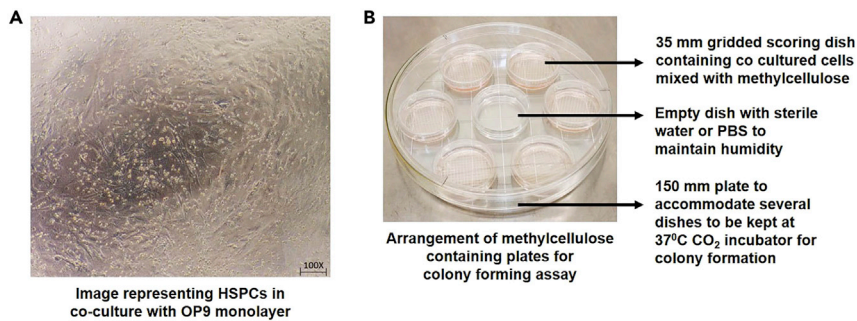 A
B
100X
Image representing HSPCs in
co-culture with OP9 monolayer
35 mm gridded scoring dish
containing co cultured cells
mixed with methylcellulose
Empty dish with sterile
water or PBS to
maintain humidity
150 mm plate to
accommodate several
dishes to be kept at
37⁰C CO₂ incubator for
colony formation
Arrangement of methylcellulose
containing plates for
colony forming assay